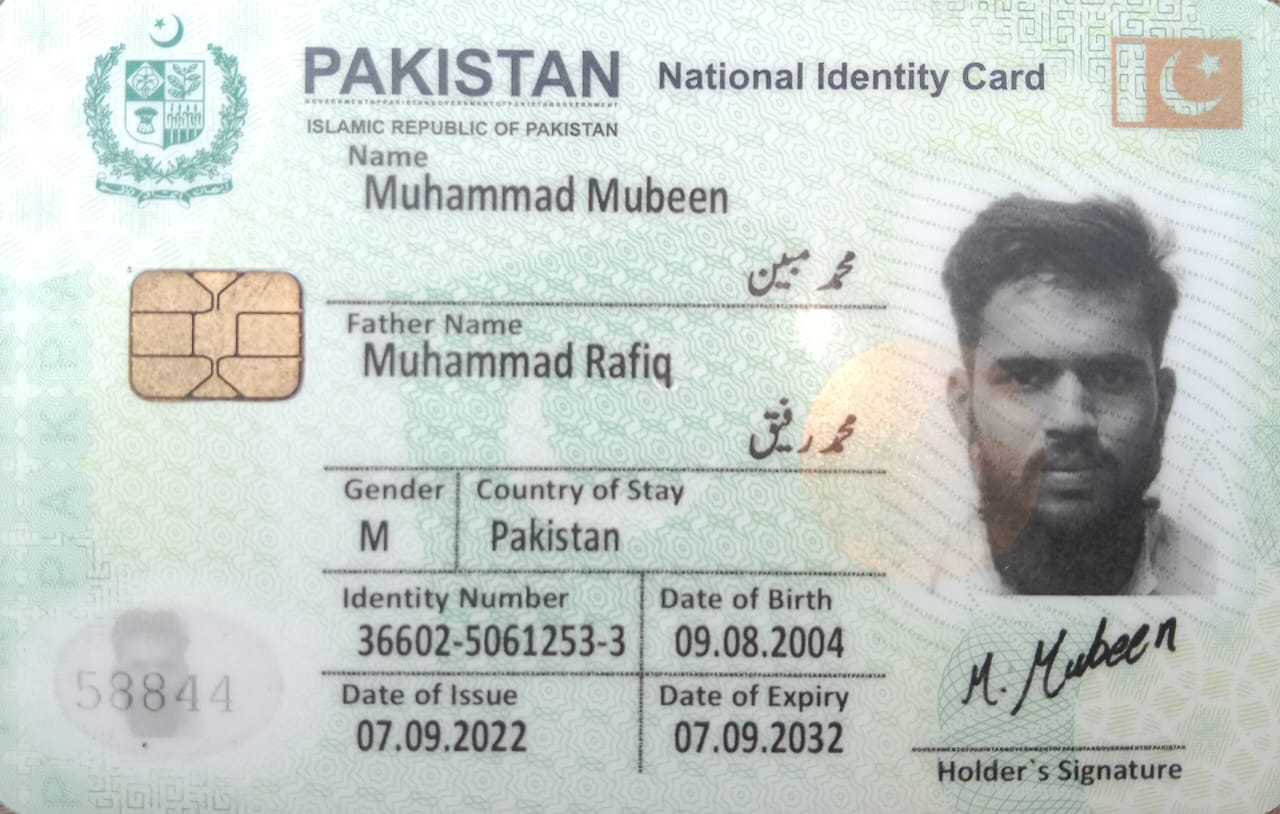 PAKISTAN National Identity Card
ISLAMIC REPUBLIC OF PAKISTAN
Name
Muhammad Mubeen
محمد مبین
Father Name
Muhammad Rafiq
محمد رفیق
Gender Country of Stay
M Pakistan
Identity Number Date of Birth
36602-5061253-3 09.08.2004
Date of Issue Date of Expiry
07.09.2022 07.09.2032
58844
M. Mubeen
Holder`s Signature